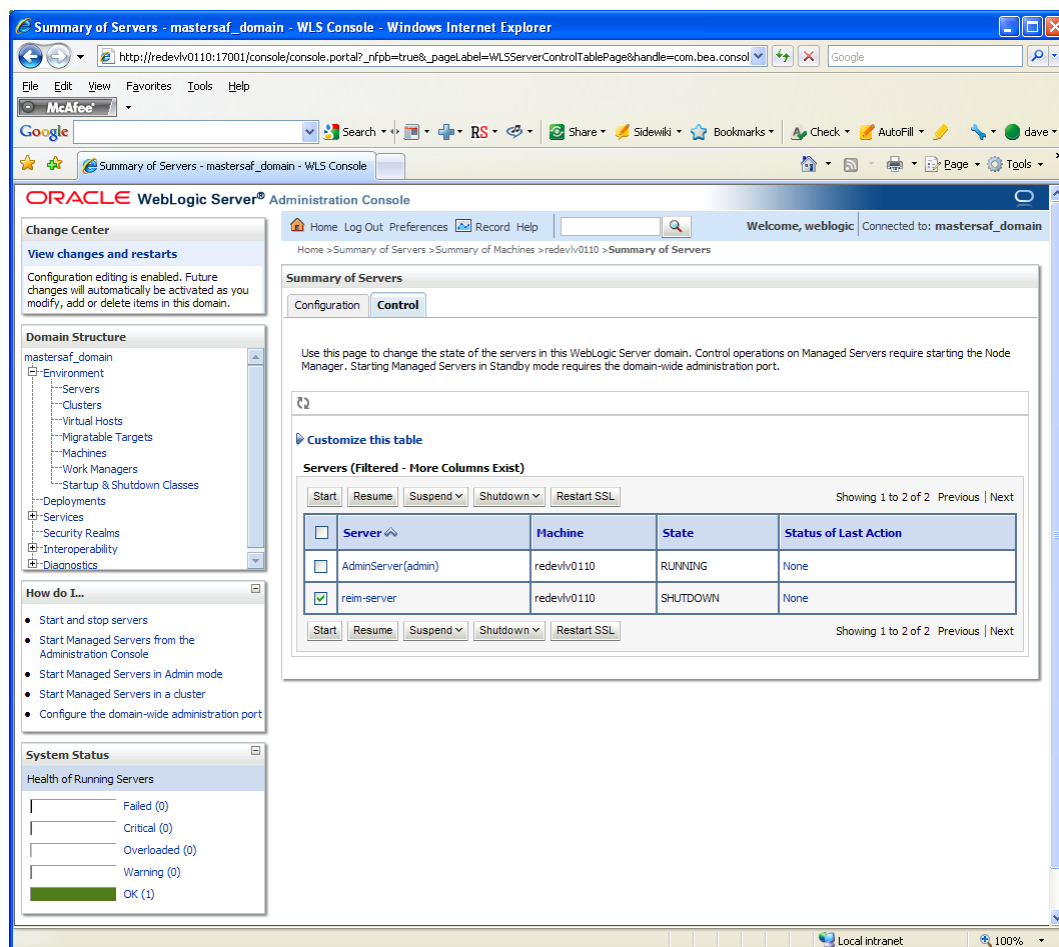 Summary of Servers - mastersaf_domain - WLS Console - Windows Internet Explorer
http://redevlv0110:17001/console/console.portal?_nfpb=true&_pageLabel=WLSServerControlTablePage&handle=com.bea.consol
Google
File Edit View Favorites Tools Help
McAfee
Google Search RS Share Sidewiki Bookmarks Check AutoFill dave
Summary of Servers - mastersaf_domain - WLS Console
Page Tools
ORACLE WebLogic Server® Administration Console
Change Center
View changes and restarts
Configuration editing is enabled. Future
changes will automatically be activated as you
modify, add or delete items in this domain.
Domain Structure
mastersaf_domain
Environment
Servers
Clusters
Virtual Hosts
Migratable Targets
Machines
Work Managers
Startup & Shutdown Classes
Deployments
Services
Security Realms
Interoperability
Diagnostics
How do I...
Start and stop servers
Start Managed Servers from the
Administration Console
Start Managed Servers in Admin mode
Start Managed Servers in a cluster
Configure the domain-wide administration port
System Status
Health of Running Servers
Failed (0)
Critical (0)
Overloaded (0)
Warning (0)
OK (1)
Home Log Out Preferences Record Help
Welcome, weblogic Connected to: mastersaf_domain
Home >Summary of Servers >Summary of Machines >redevlv0110 >Summary of Servers
Summary of Servers
Configuration Control
Use this page to change the state of the servers in this WebLogic Server domain. Control operations on Managed Servers require starting the Node
Manager. Starting Managed Servers in Standby mode requires the domain-wide administration port.
Customize this table
Servers (Filtered - More Columns Exist)
Start Resume Suspend Shutdown Restart SSL Showing 1 to 2 of 2 Previous | Next
Server Machine State Status of Last Action
AdminServer(admin) redevlv0110 RUNNING None
reim-server redevlv0110 SHUTDOWN None
Start Resume Suspend Shutdown Restart SSL Showing 1 to 2 of 2 Previous | Next
Local intranet 100%